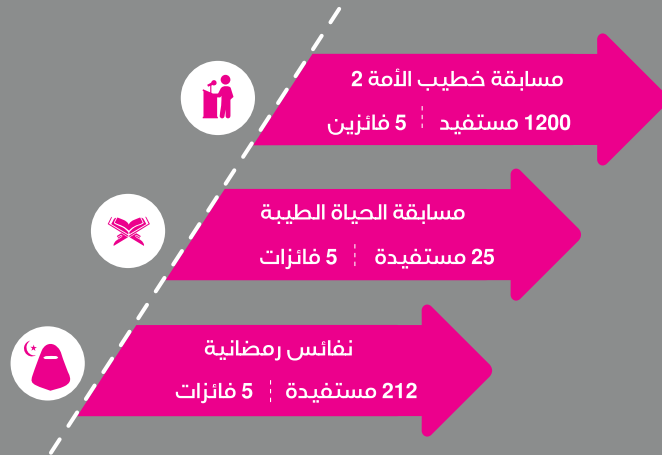 مسابقة خطيب الأمة 2
1200 مستفيد ¦ 5 فائزين
مسابقة الحياة الطيبة
25 مستفيدة ¦ 5 فائزات
نفائس رمضانية
212 مستفيدة ¦ 5 فائزات